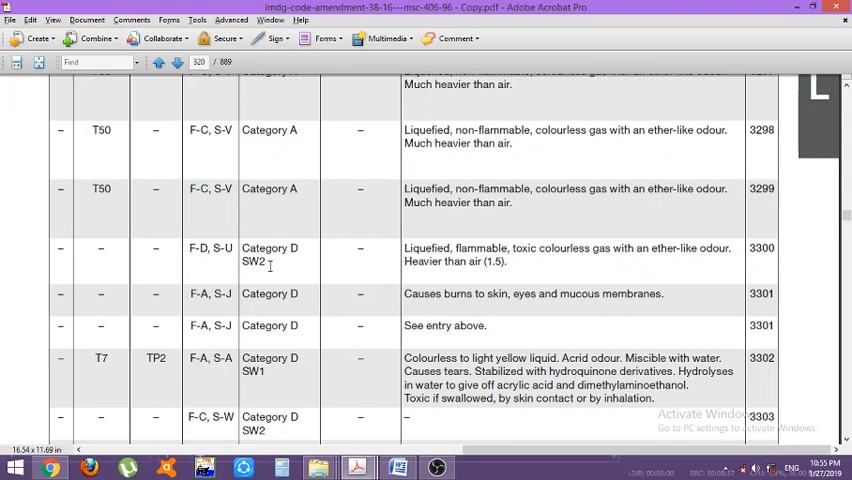 imdg-code-amendment-38-16---msc-406-96 - Copy.pdf - Adobe Acrobat Pro
File Edit View Document Comments Forms Tools Advanced Window Help
Create Combine Collaborate Secure Sign Forms Multimedia Comment
Find 320 / 889
Much heavier than air.
L
– T50 – F-C, S-V Category A – Liquefied, non-flammable, colourless gas with an ether-like odour. 3298
Much heavier than air.
– T50 – F-C, S-V Category A – Liquefied, non-flammable, colourless gas with an ether-like odour. 3299
Much heavier than air.
– – – F-D, S-U Category D – Liquefied, flammable, toxic colourless gas with an ether-like odour. 3300
SW2 Heavier than air (1.5).
– – – F-A, S-J Category D – Causes burns to skin, eyes and mucous membranes. 3301
– – – F-A, S-J Category D – See entry above. 3301
– T7 TP2 F-A, S-A Category D – Colourless to light yellow liquid. Acrid odour. Miscible with water. 3302
SW1 Causes tears. Stabilized with hydroquinone derivatives. Hydrolyses
in water to give off acrylic acid and dimethylaminoethanol.
Toxic if swallowed, by skin contact or by inhalation.
– – – F-C, S-W Category D – – 3303
SW2
Activate Windows
Go to PC settings to activate Windows.
16.54 x 11.69 in
ENG 10:55 PM
1/27/2019